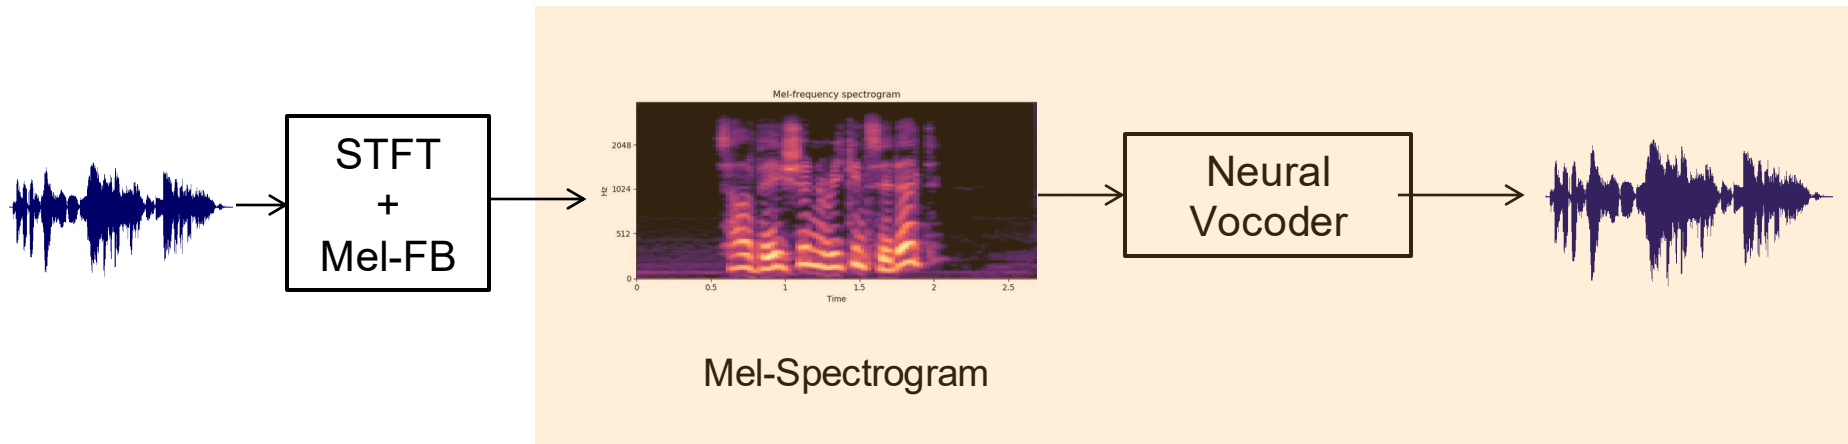 STFT
+
Mel-FB
Mel-frequency spectrogram
Hz
2048
1024
512
0
0 0.5 1 1.5 2 2.5
Time
Mel-Spectrogram
Neural
Vocoder